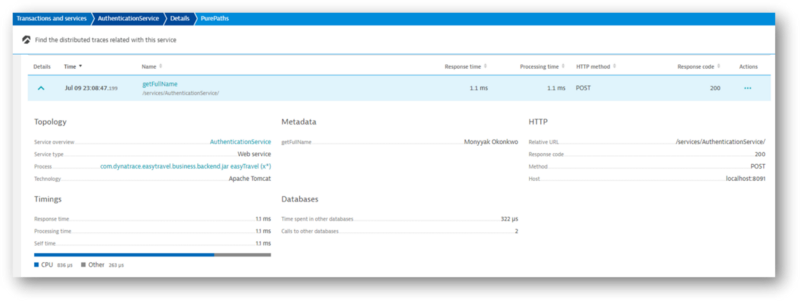 Transactions and services AuthenticationService Details PurePaths
Find the distributed traces related with this service
Details Time Name Response time Processing time HTTP method Response code Actions
Jul 09 23:08:47.199 getFullName 1.1 ms 1.1 ms POST 200 ...
/services/AuthenticationService/
Topology Metadata HTTP
Service overview AuthenticationService getFullName Monyyak Okonkwo Relative URL /services/AuthenticationService/
Service type Web service Response code 200
Process com.dynatrace.easytravel.business.backend.jar easyTravel (x*) Method POST
Technology Apache Tomcat Host localhost:8091
Timings Databases
Response time 1.1 ms Time spent in other databases 322 µs
Processing time 1.1 ms Calls to other databases 2
Self time 1.1 ms
CPU 836 µs Other 263 µs